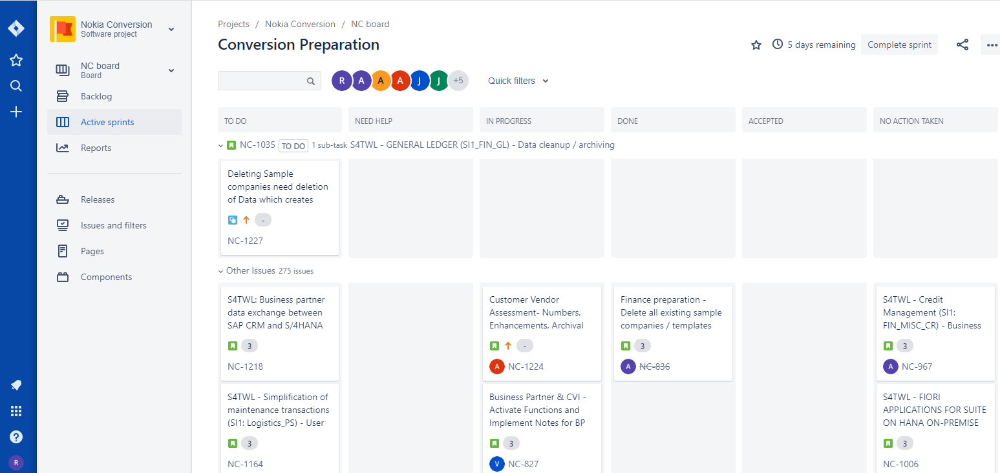 Nokia Conversion
Software project
NC board
Board
Backlog
Active sprints
Reports
Releases
Issues and filters
Pages
Components
R
Projects / Nokia Conversion / NC board
Conversion Preparation
5 days remaining
Complete sprint
R A A A J J +5
Quick filters
TO DO
NEED HELP
IN PROGRESS
DONE
ACCEPTED
NO ACTION TAKEN
NC-1035 TO DO 1 sub-task S4TWL - GENERAL LEDGER (SI1_FIN_GL) - Data cleanup / archiving
Deleting Sample
companies need deletion
of Data which creates
-
NC-1227
Other Issues 275 issues
S4TWL: Business partner
data exchange between
SAP CRM and S/4HANA
3
NC-1218
S4TWL - Simplification of
maintenance transactions
(SI1: Logistics_PS) - User
3
NC-1164
Customer Vendor
Assessment- Numbers,
Enhancements, Archival
-
A NC-1224
Business Partner & CVI -
Activate Functions and
Implement Notes for BP
3
V NC-827
Finance preparation -
Delete all existing sample
companies / templates
3
A NC-836
S4TWL - Credit
Management (SI1:
FIN_MISC_CR) - Business
3
A NC-967
S4TWL - FIORI
APPLICATIONS FOR SUITE
ON HANA ON-PREMISE
3
NC-1006